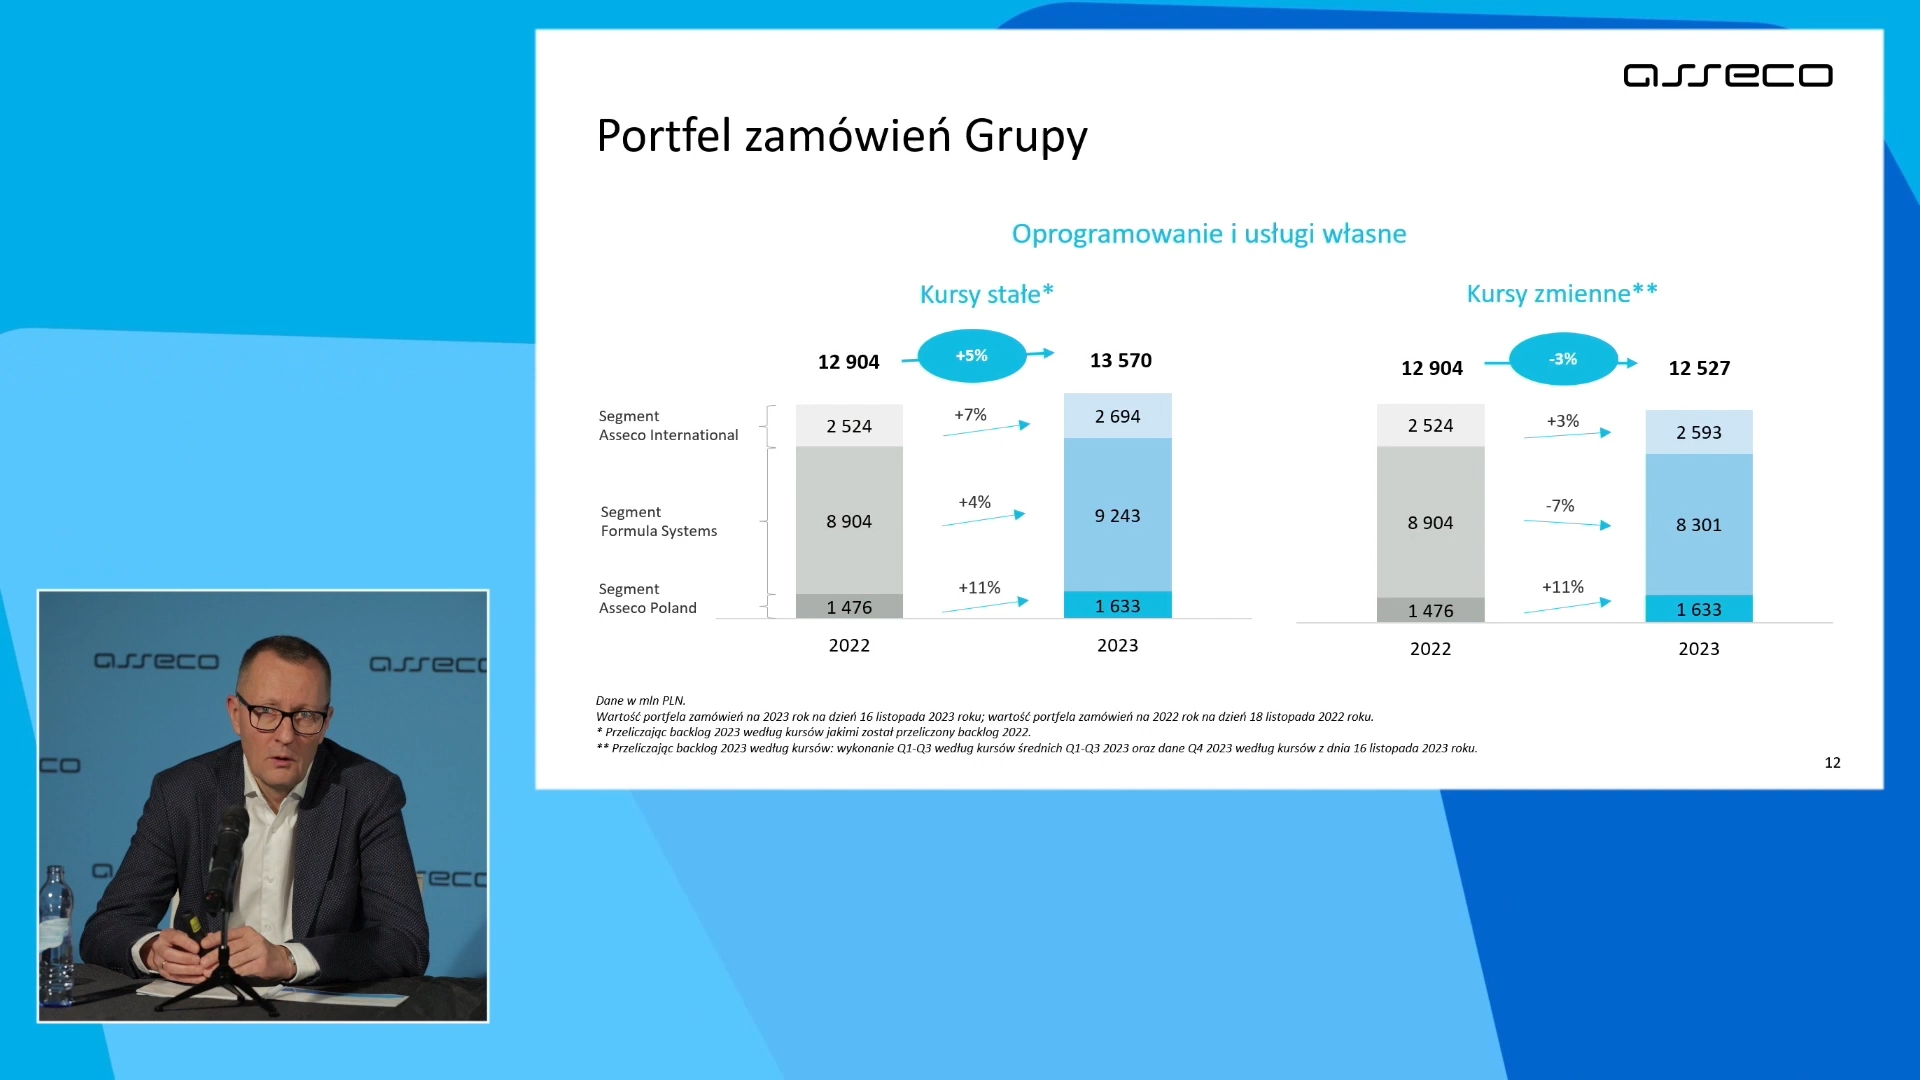 asseco
Portfel zamówień Grupy
Oprogramowanie i usługi własne
Kursy stałe*
12 904
+5%
13 570
Segment
Asseco International
2 524
+7%
2 694
Segment
Formula Systems
8 904
+4%
9 243
Segment
Asseco Poland
1 476
+11%
1 633
2022
2023
Kursy zmienne**
12 904
-3%
12 527
2 524
+3%
2 593
8 904
-7%
8 301
1 476
+11%
1 633
2022
2023
Dane w mln PLN.
Wartość portfela zamówień na 2023 rok na dzień 16 listopada 2023 roku; wartość portfela zamówień na 2022 rok na dzień 18 listopada 2022 roku.
* Przeliczając backlog 2023 według kursów jakimi został przeliczony backlog 2022.
** Przeliczając backlog 2023 według kursów: wykonanie Q1-Q3 według kursów średnich Q1-Q3 2023 oraz dane Q4 2023 według kursów z dnia 16 listopada 2023 roku.
12
asseco
asseco
co
a
eco